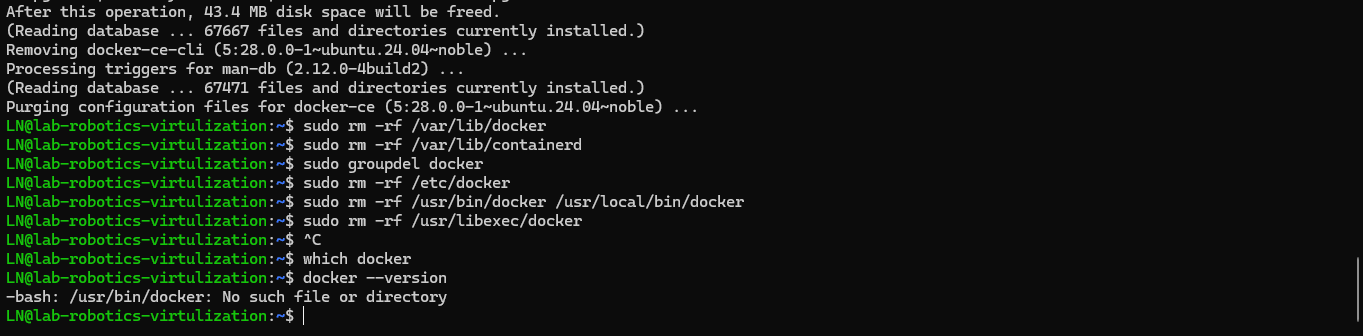 After this operation, 43.4 MB disk space will be freed.
(Reading database ... 67667 files and directories currently installed.)
Removing docker-ce-cli (5:28.0.0-1~ubuntu.24.04~noble) ...
Processing triggers for man-db (2.12.0-4build2) ...
(Reading database ... 67471 files and directories currently installed.)
Purging configuration files for docker-ce (5:28.0.0-1~ubuntu.24.04~noble) ...
LN@lab-robotics-virtulization:~$ sudo rm -rf /var/lib/docker
LN@lab-robotics-virtulization:~$ sudo rm -rf /var/lib/containerd
LN@lab-robotics-virtulization:~$ sudo groupdel docker
LN@lab-robotics-virtulization:~$ sudo rm -rf /etc/docker
LN@lab-robotics-virtulization:~$ sudo rm -rf /usr/bin/docker /usr/local/bin/docker
LN@lab-robotics-virtulization:~$ sudo rm -rf /usr/libexec/docker
LN@lab-robotics-virtulization:~$ ^C
LN@lab-robotics-virtulization:~$ which docker
LN@lab-robotics-virtulization:~$ docker --version
-bash: /usr/bin/docker: No such file or directory
LN@lab-robotics-virtulization:~$